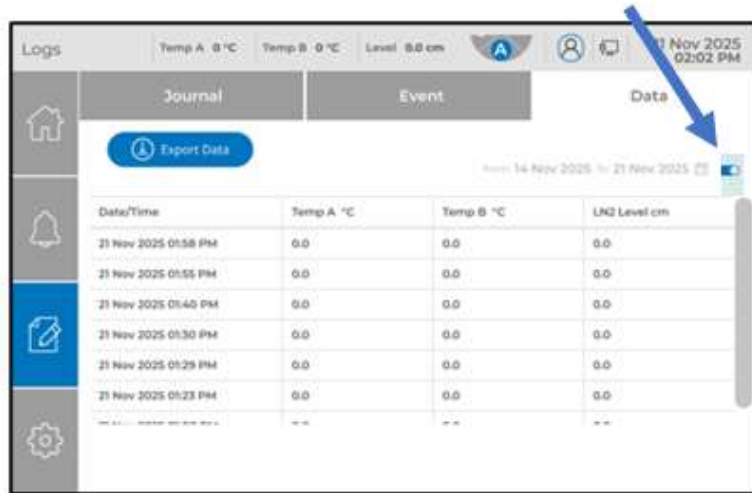 Logs
Temp A 0 °C Temp B 0 °C Level 0.0 cm A 21 Nov 2025
02:02 PM
Journal Event Data
Export Data
from 14 Nov 2025 to 21 Nov 2025
Date/Time Temp A °C Temp B °C LN2 Level cm
21 Nov 2025 01:58 PM 0.0 0.0 0.0
21 Nov 2025 01:55 PM 0.0 0.0 0.0
21 Nov 2025 01:40 PM 0.0 0.0 0.0
21 Nov 2025 01:30 PM 0.0 0.0 0.0
21 Nov 2025 01:29 PM 0.0 0.0 0.0
21 Nov 2025 01:23 PM 0.0 0.0 0.0